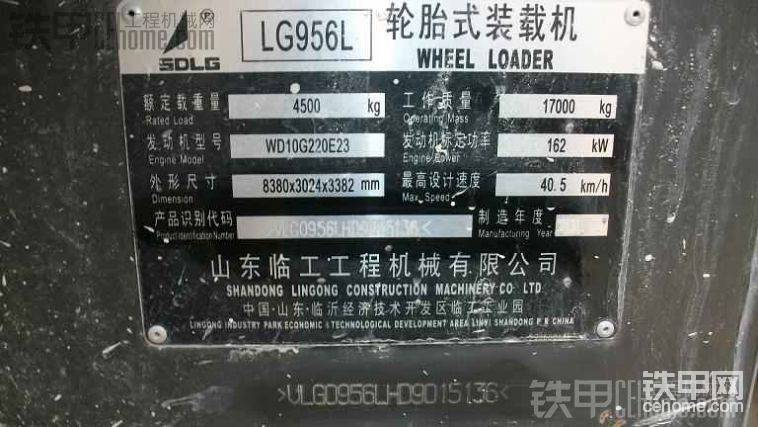 铁甲工程机械网
cehome.com
SDLG
LG956L
轮胎式装载机
WHEEL LOADER
额定载重量 4500 kg 工作质量 17000 kg
Rated Load Operating Mass
发动机型号 WD10G220E23 发动机标定功率 162 kW
Engine Model Engine Power
外形尺寸 8380x3024x3382 mm 最高设计速度 40.5 km/h
Dimension Max Speed
产品识别代码 >VLG0956LHD9015136< 制造年度
Product Identification Number Manufacturing Year
山东临工工程机械有限公司
SHANDONG LINGONG CONSTRUCTION MACHINERY CO LTD
中国·山东·临沂经济技术开发区临工工业园
LINGONG INDUSTRY PARK ECONOMIC & TECHNOLOGICAL DEVELOPMENT AREA LINYI SHANDONG P R CHINA
>VLG0956LHD9015136<
铁甲网
cehome.com